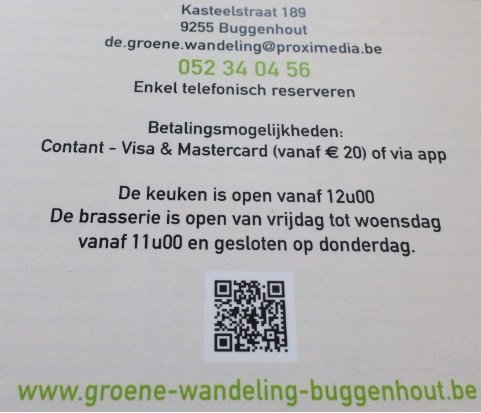 Kasteelstraat 189
9255 Buggenhout
de.groene.wandeling@proximedia.be
052 34 04 56
Enkel telefonisch reserveren
Betalingsmogelijkheden:
Contant - Visa & Mastercard (vanaf € 20) of via app
De keuken is open vanaf 12u00
De brasserie is open van vrijdag tot woensdag
vanaf 11u00 en gesloten op donderdag.
www.groene-wandeling-buggenhout.be